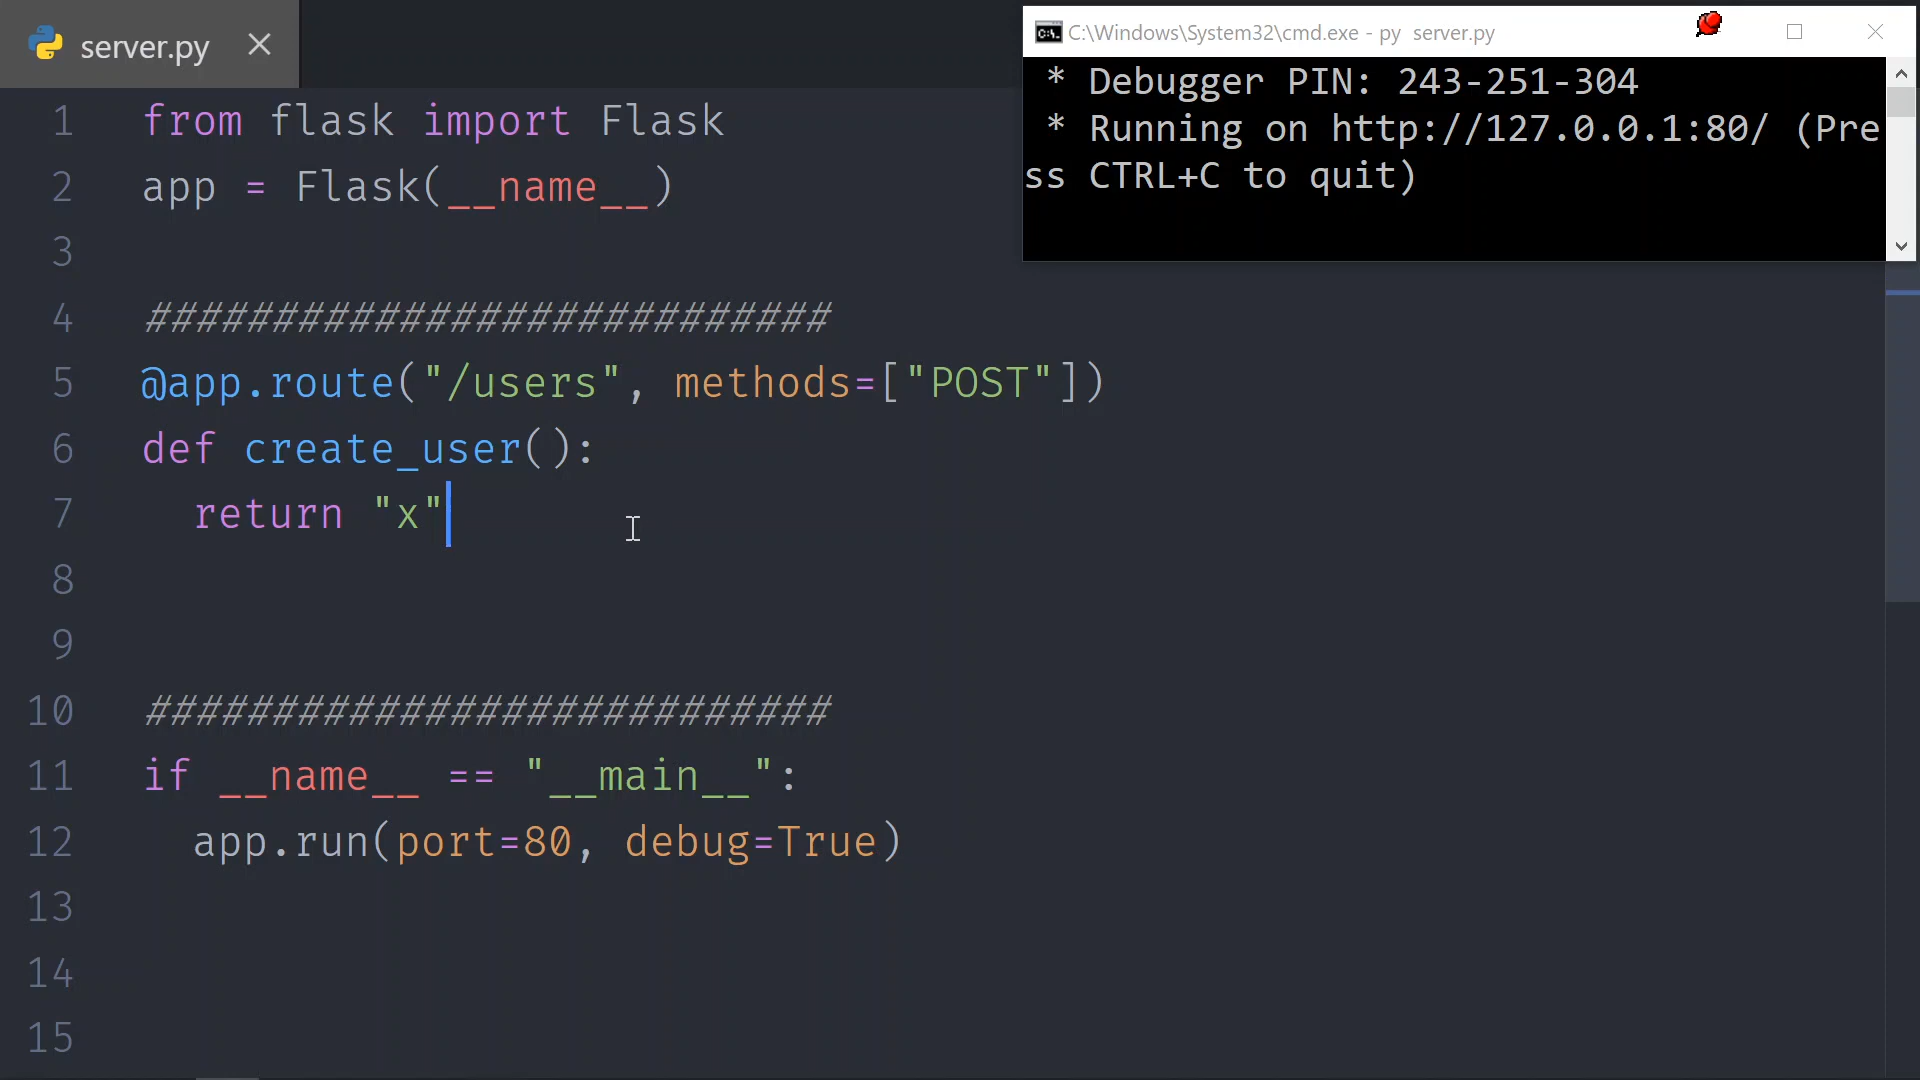 server.py
C:\Windows\System32\cmd.exe - py  server.py
* Debugger PIN: 243-251-304
* Running on http://127.0.0.1:80/ (Pre
ss CTRL+C to quit)
1 from flask import Flask
2 app = Flask(__name__)
3
4 ###########################
5 @app.route("/users", methods=["POST"])
6 def create_user():
7   return "x"
8
9
10 ###########################
11 if __name__ == "__main__":
12   app.run(port=80, debug=True)
13
14
15